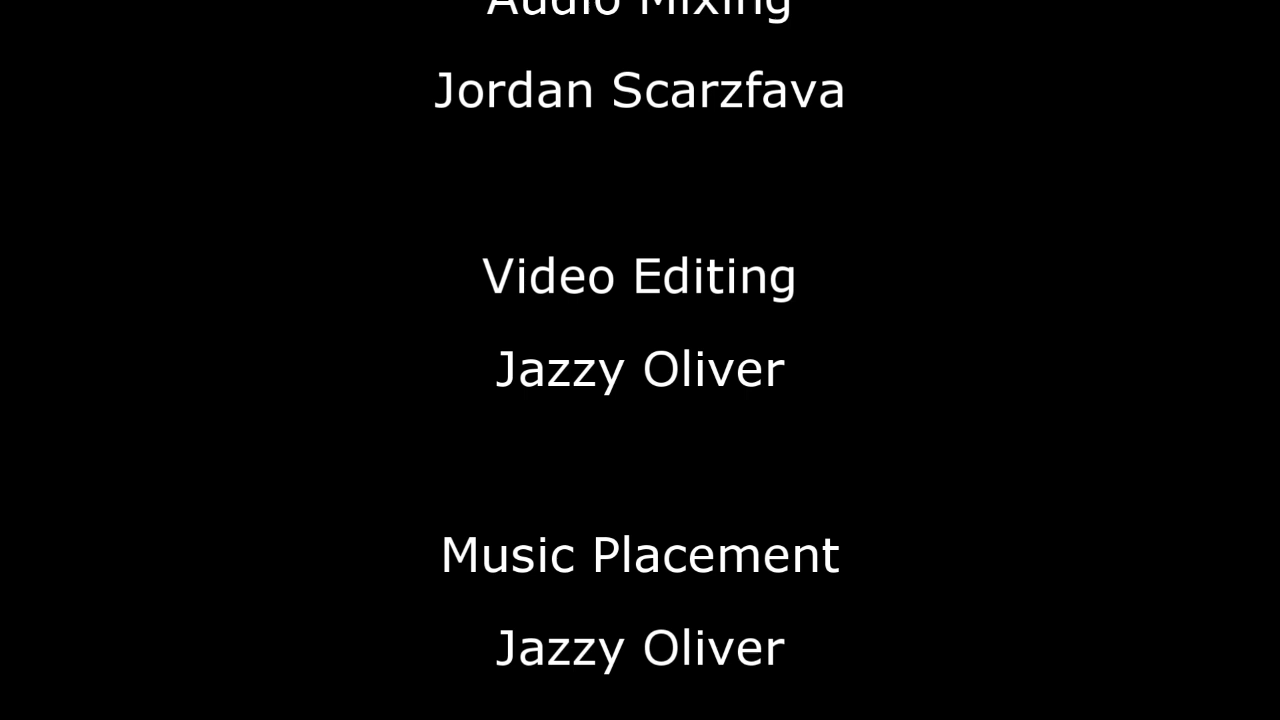 Audio Mixing
Jordan Scarzfava
Video Editing
Jazzy Oliver
Music Placement
Jazzy Oliver